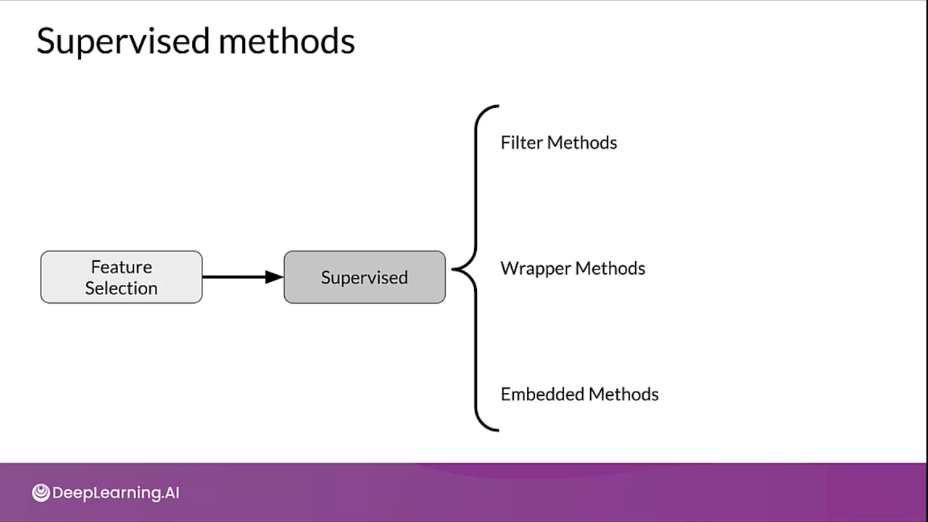 Supervised methods
Filter Methods
Feature
Selection
Supervised
Wrapper Methods
Embedded Methods
DeepLearning.AI